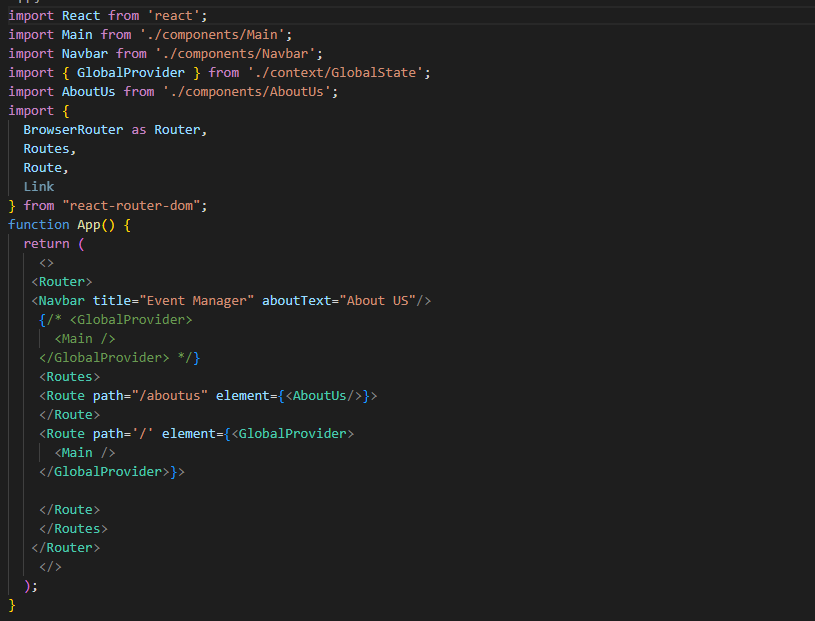 import React from 'react';
import Main from './components/Main';
import Navbar from './components/Navbar';
import { GlobalProvider } from './context/GlobalState';
import AboutUs from './components/AboutUs';
import {
  BrowserRouter as Router,
  Routes,
  Route,
  Link
} from "react-router-dom";
function App() {
  return (
    <>
   <Router>
   <Navbar title="Event Manager" aboutText="About US"/>
    {/* <GlobalProvider>
      <Main />
    </GlobalProvider> */}
    <Routes>
    <Route path="/aboutus" element={<AboutUs/>}>
    </Route>
    <Route path='/' element={<GlobalProvider>
      <Main />
    </GlobalProvider>}>

    </Route>
    </Routes>
   </Router>
    </>
  );
}